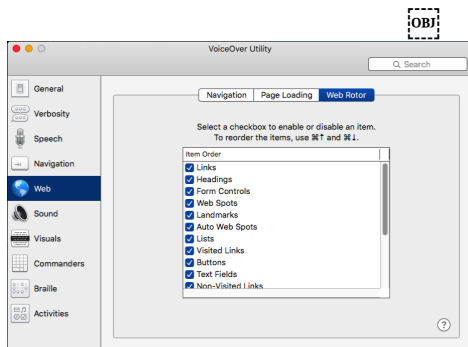 OBJ
VoiceOver Utility
Search
General
Verbosity
Speech
Navigation
Web
Sound
Visuals
Commanders
Braille
Activities
Navigation Page Loading Web Rotor
Select a checkbox to enable or disable an item.
To reorder the items, use ⌘↑ and ⌘↓.
Item Order
Links
Headings
Form Controls
Web Spots
Landmarks
Auto Web Spots
Lists
Visited Links
Buttons
Text Fields
Non-Visited Links
?